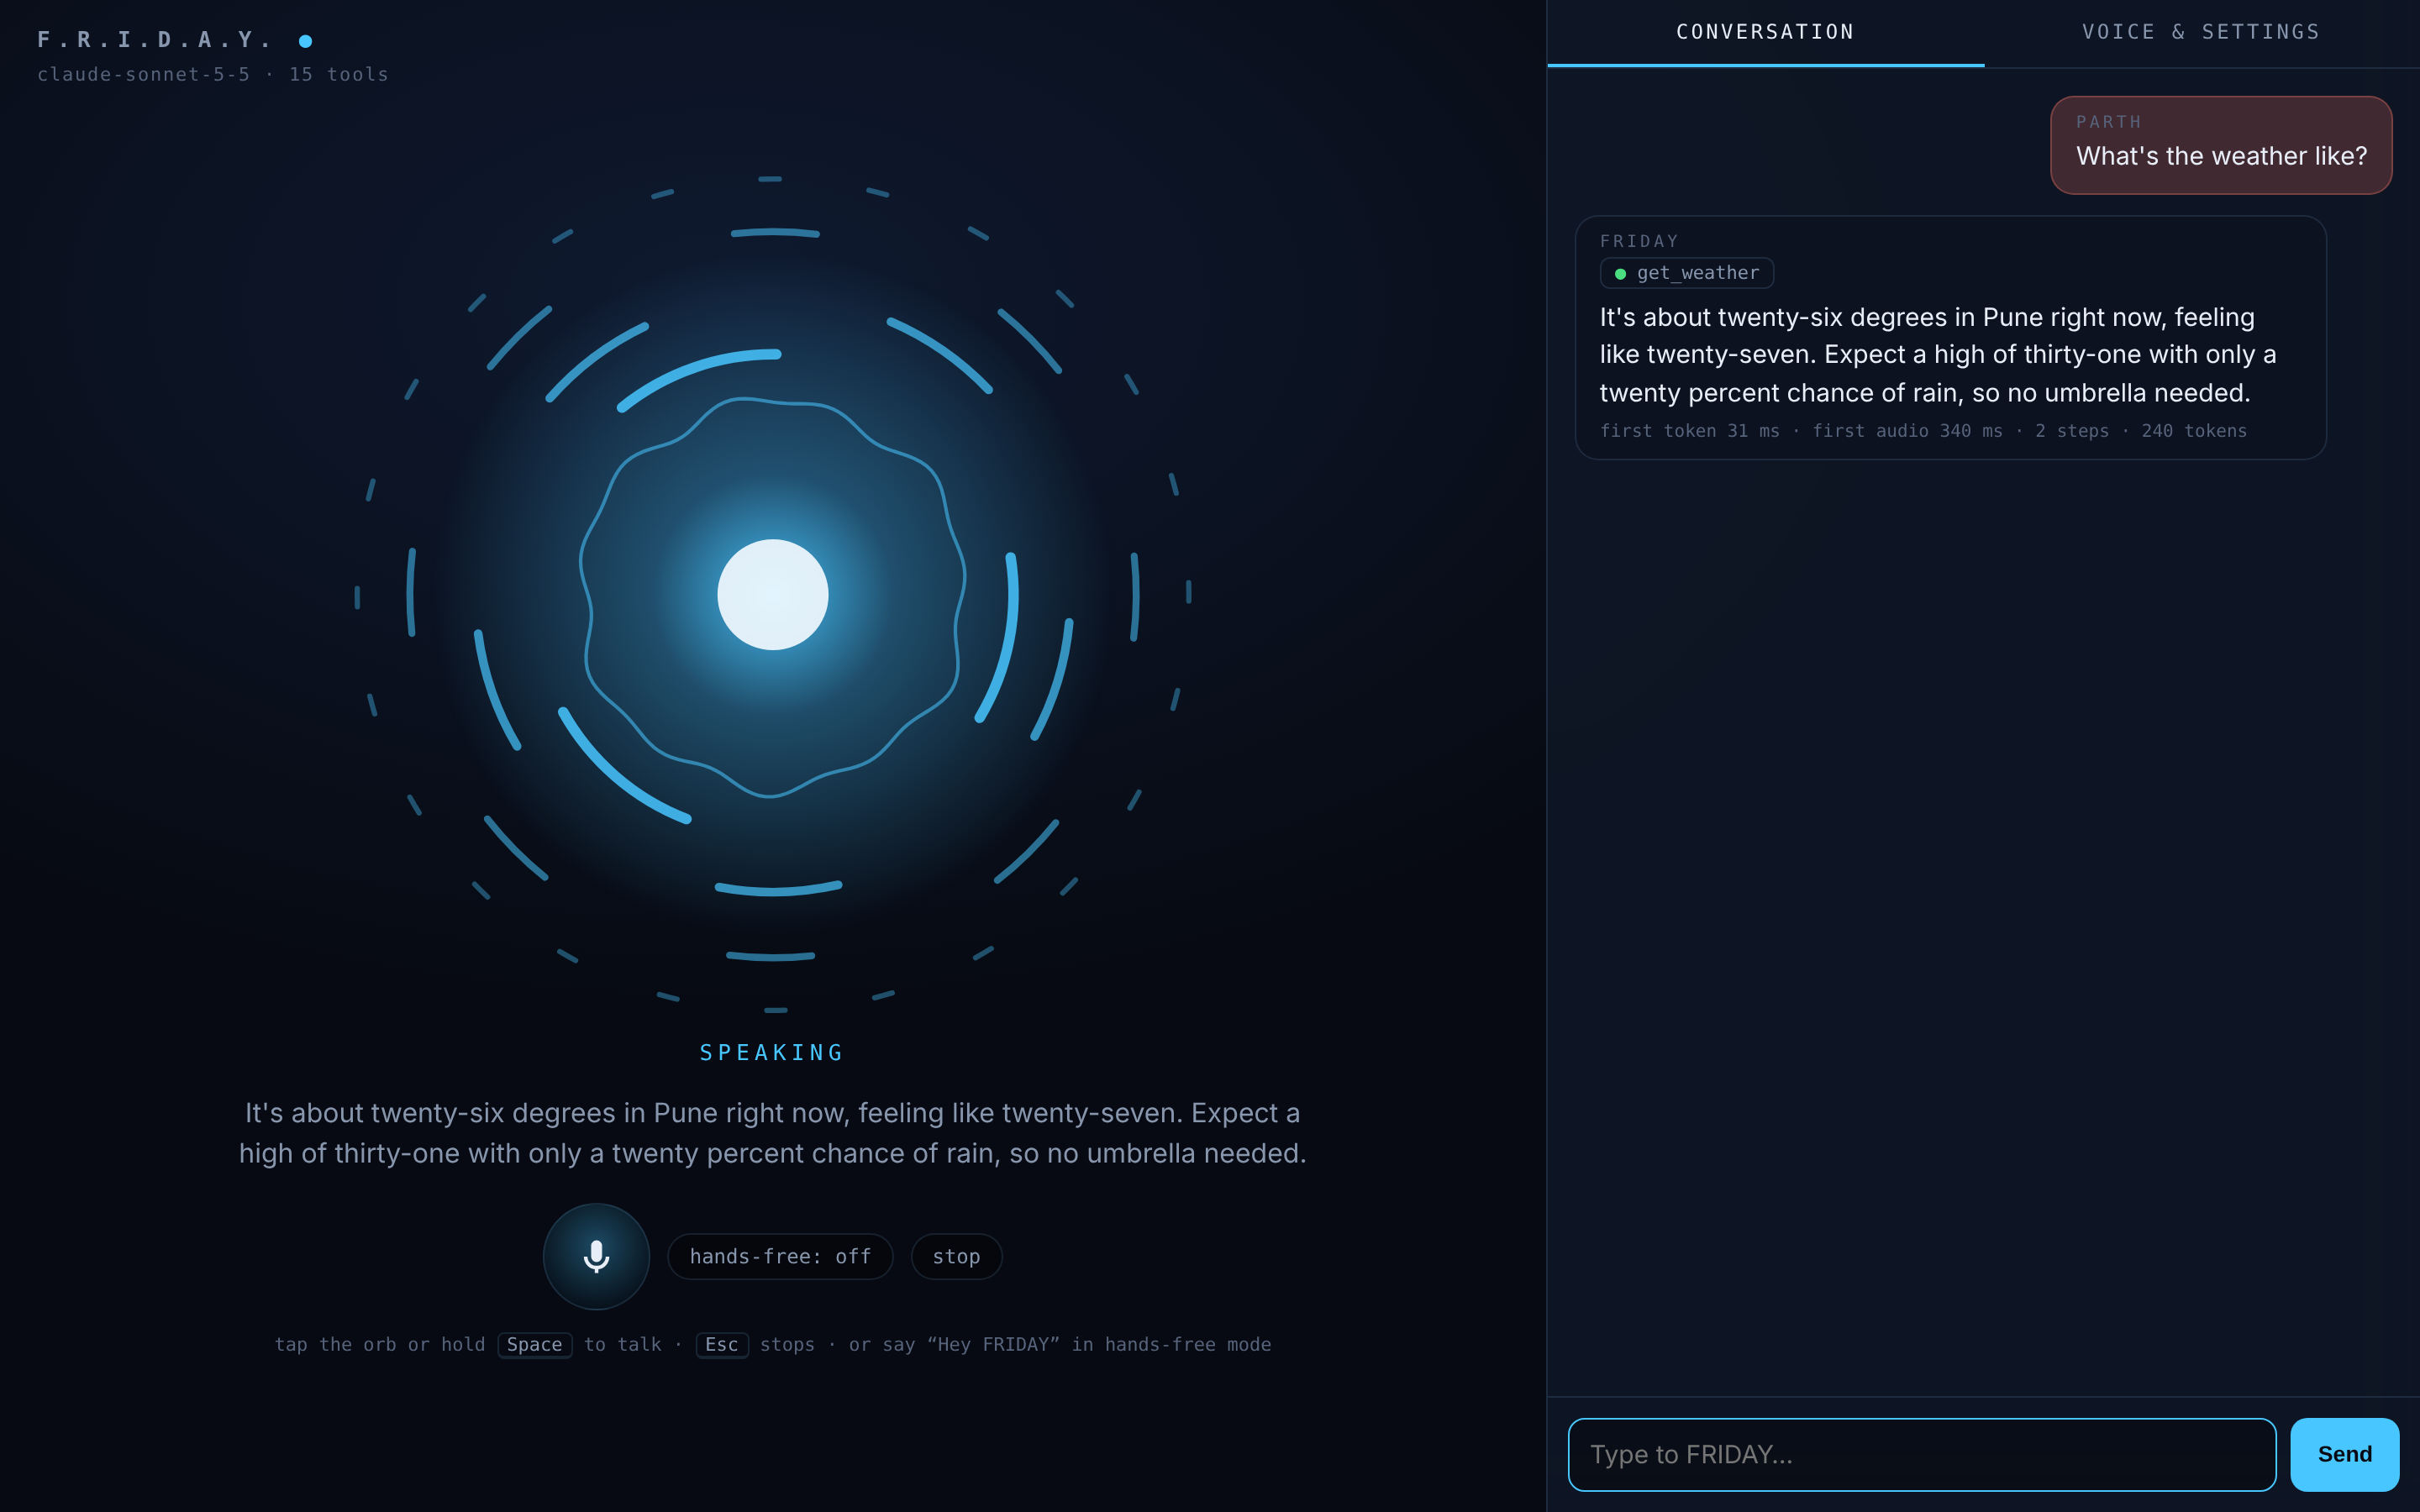 F.R.I.D.A.Y.
claude-sonnet-5-5 · 15 tools
SPEAKING
It's about twenty-six degrees in Pune right now, feeling like twenty-seven. Expect a
high of thirty-one with only a twenty percent chance of rain, so no umbrella needed.
hands-free: off
stop
tap the orb or hold Space to talk · Esc stops · or say “Hey FRIDAY” in hands-free mode
CONVERSATION
VOICE & SETTINGS
PARTH
What's the weather like?
FRIDAY
get_weather
It's about twenty-six degrees in Pune right now, feeling
like twenty-seven. Expect a high of thirty-one with only a
twenty percent chance of rain, so no umbrella needed.
first token 31 ms · first audio 340 ms · 2 steps · 240 tokens
Type to FRIDAY...
Send